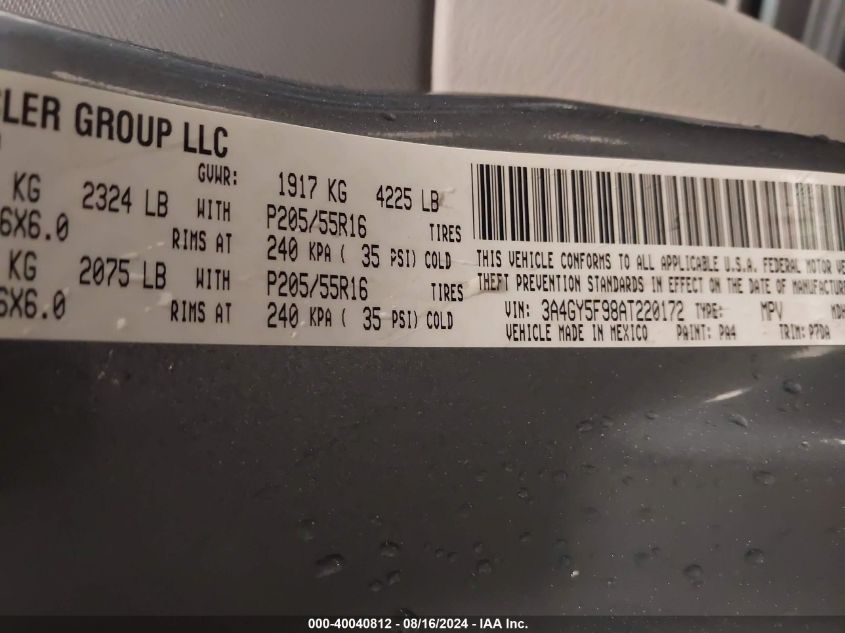 LER GROUP LLC
GVWR: 1917 KG 4225 LB
KG 2324 LB WITH P205/55R16 TIRES
6X6.0 RIMS AT 240 KPA ( 35 PSI) COLD
KG 2075 LB WITH P205/55R16 TIRES
6X6.0 RIMS AT 240 KPA ( 35 PSI) COLD
THIS VEHICLE CONFORMS TO ALL APPLICABLE U.S.A. FEDERAL MOTOR VE
THEFT PREVENTION STANDARDS IN EFFECT ON THE DATE OF MANUFACTURE
VIN: 3A4GY5F98AT220172 TYPE: MPV MDH
VEHICLE MADE IN MEXICO PAINT: PA4 TRIM: P7DA
000-40040812 - 08/16/2024 - IAA Inc.